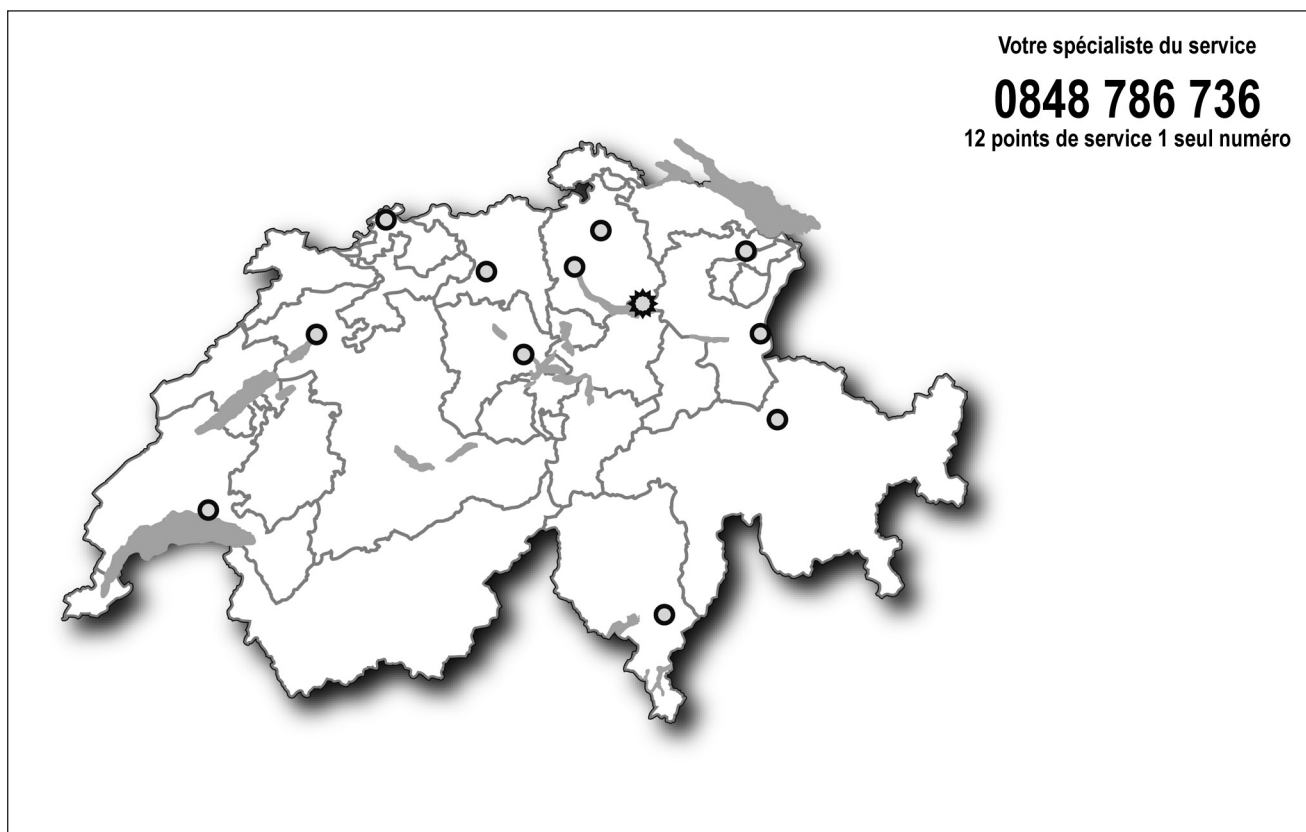 Votre spécialiste du service
0848 786 736
12 points de service 1 seul numéro